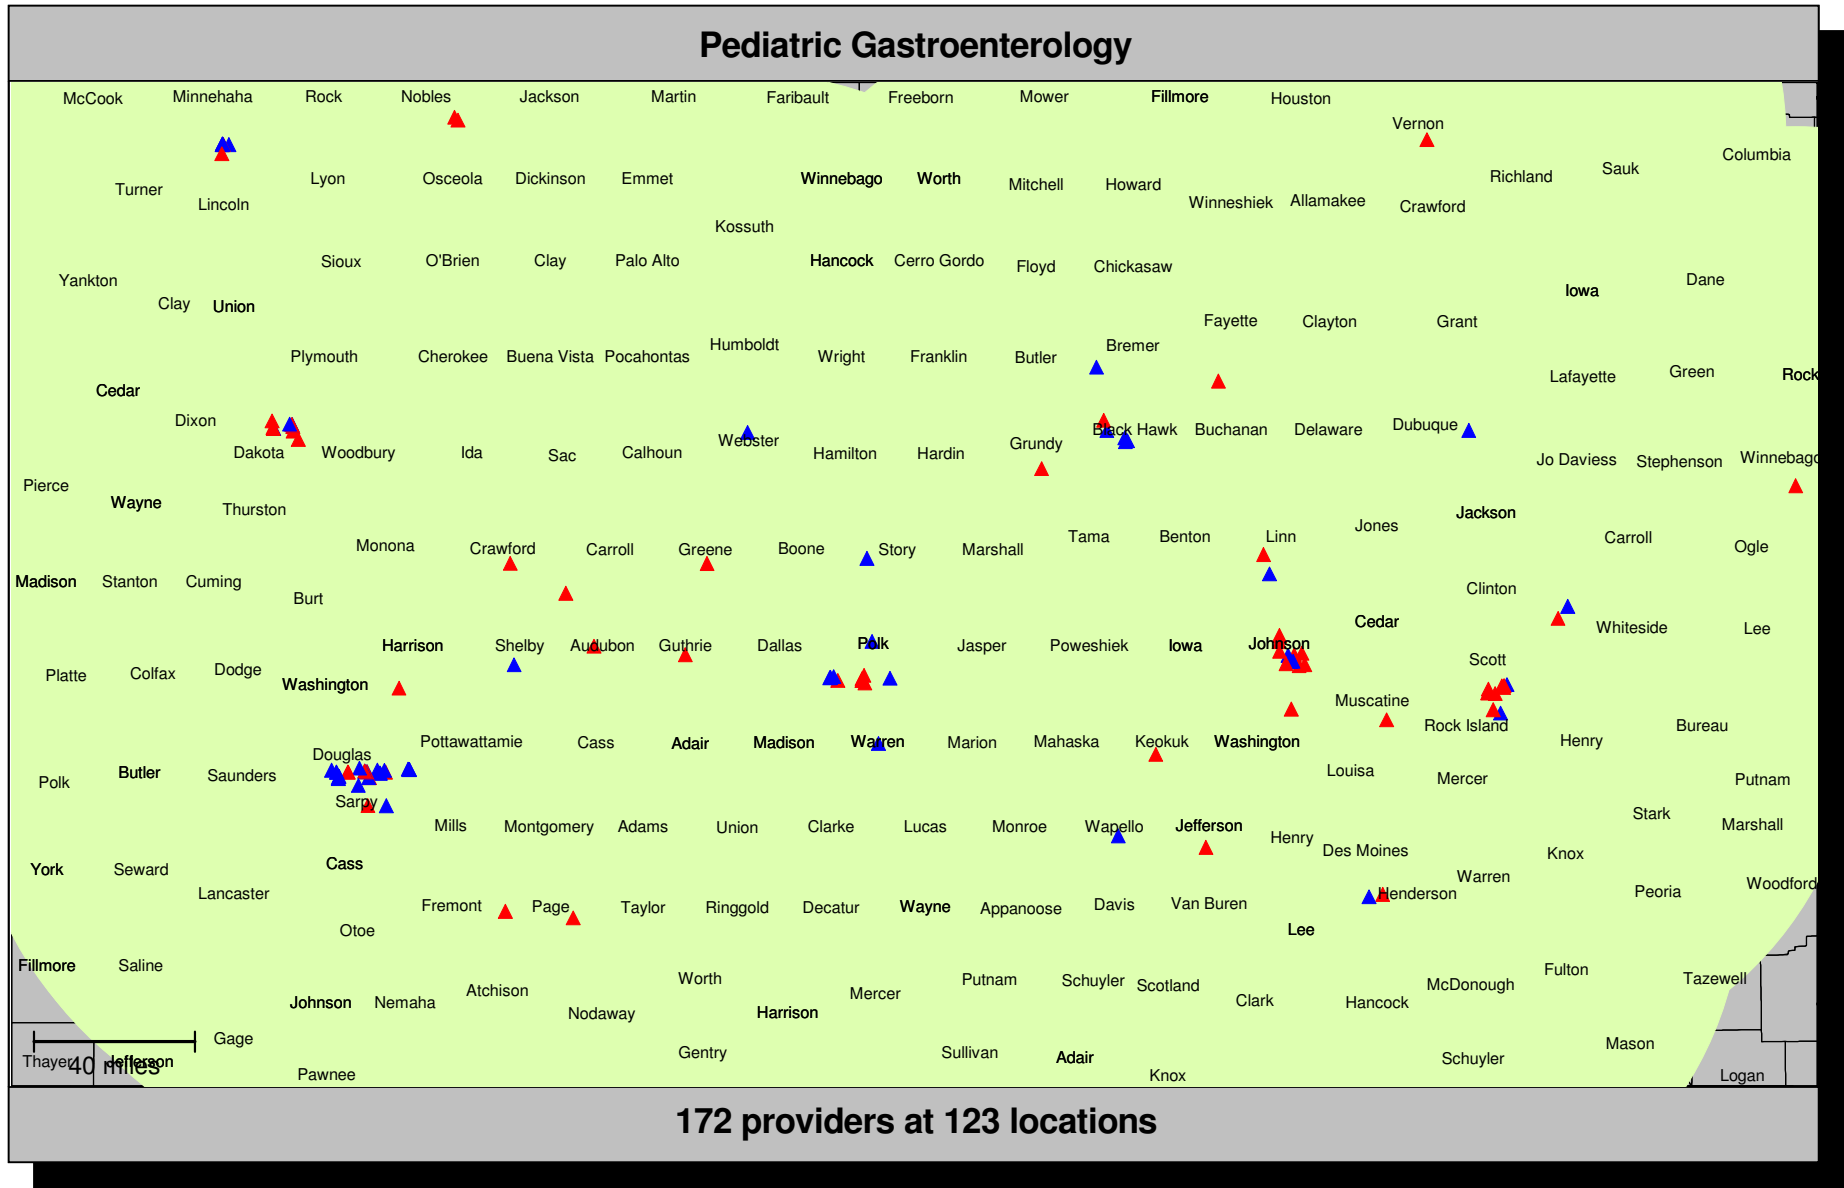 Pediatric Gastroenterology
McCook Minnehaha Rock Nobles Jackson Martin Faribault Freeborn Mower Fillmore Houston
Vernon
Columbia
Sauk
Richland
Turner Lyon Osceola Dickinson Emmet Winnebago Worth Mitchell Howard
Lincoln Winneshiek Allamakee Crawford
Kossuth
Sioux O'Brien Clay Palo Alto Hancock Cerro Gordo Floyd Chickasaw
Yankton Dane
Clay Union Iowa
Fayette Clayton Grant
Humboldt Bremer
Plymouth Cherokee Buena Vista Pocahontas Wright Franklin Butler
Cedar Lafayette Green Rock
Dixon Black Hawk Buchanan Delaware Dubuque
Webster Grundy
Dakota Woodbury Ida Sac Calhoun Hamilton Hardin Jo Daviess Stephenson Winnebago
Pierce
Wayne Thurston Jackson
Jones
Monona Crawford Carroll Greene Boone Story Marshall Tama Benton Linn Carroll Ogle
Madison Stanton Cuming Clinton
Burt
Cedar Whiteside Lee
Harrison Shelby Audubon Guthrie Dallas Polk Jasper Poweshiek Iowa Johnson
Scott
Platte Colfax Dodge
Washington
Muscatine
Rock Island Bureau
Pottawattamie Cass Adair Madison Warren Marion Mahaska Keokuk Washington Henry
Douglas
Polk Butler Saunders Louisa Mercer Putnam
Sarpy
Mills Montgomery Adams Union Clarke Lucas Monroe Wapello Jefferson Stark Marshall
Henry
Des Moines Knox
York Seward Cass
Warren
Lancaster Henderson Peoria Woodford
Fremont Page Taylor Ringgold Decatur Wayne Appanoose Davis Van Buren
Otoe Lee
Fillmore Saline Fulton
Worth Putnam Schuyler Scotland McDonough Tazewell
Atchison Mercer
Johnson Nemaha Nodaway Harrison Clark Hancock
Gage Mason
Gentry Sullivan Adair Schuyler
Thayer Jefferson
40 miles
Pawnee Knox Logan
172 providers at 123 locations